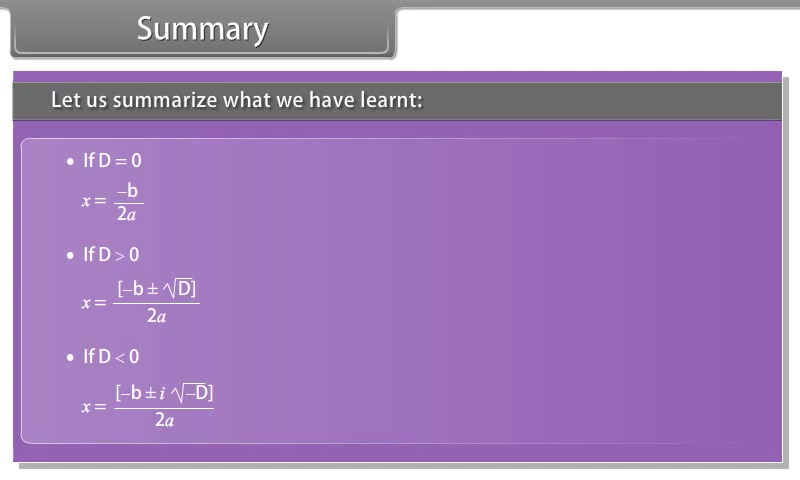 Summary
Let us summarize what we have learnt:
• If D = 0
x = –b / 2a
• If D > 0
x = [–b ± √D] / 2a
• If D < 0
x = [–b ± i √–D] / 2a